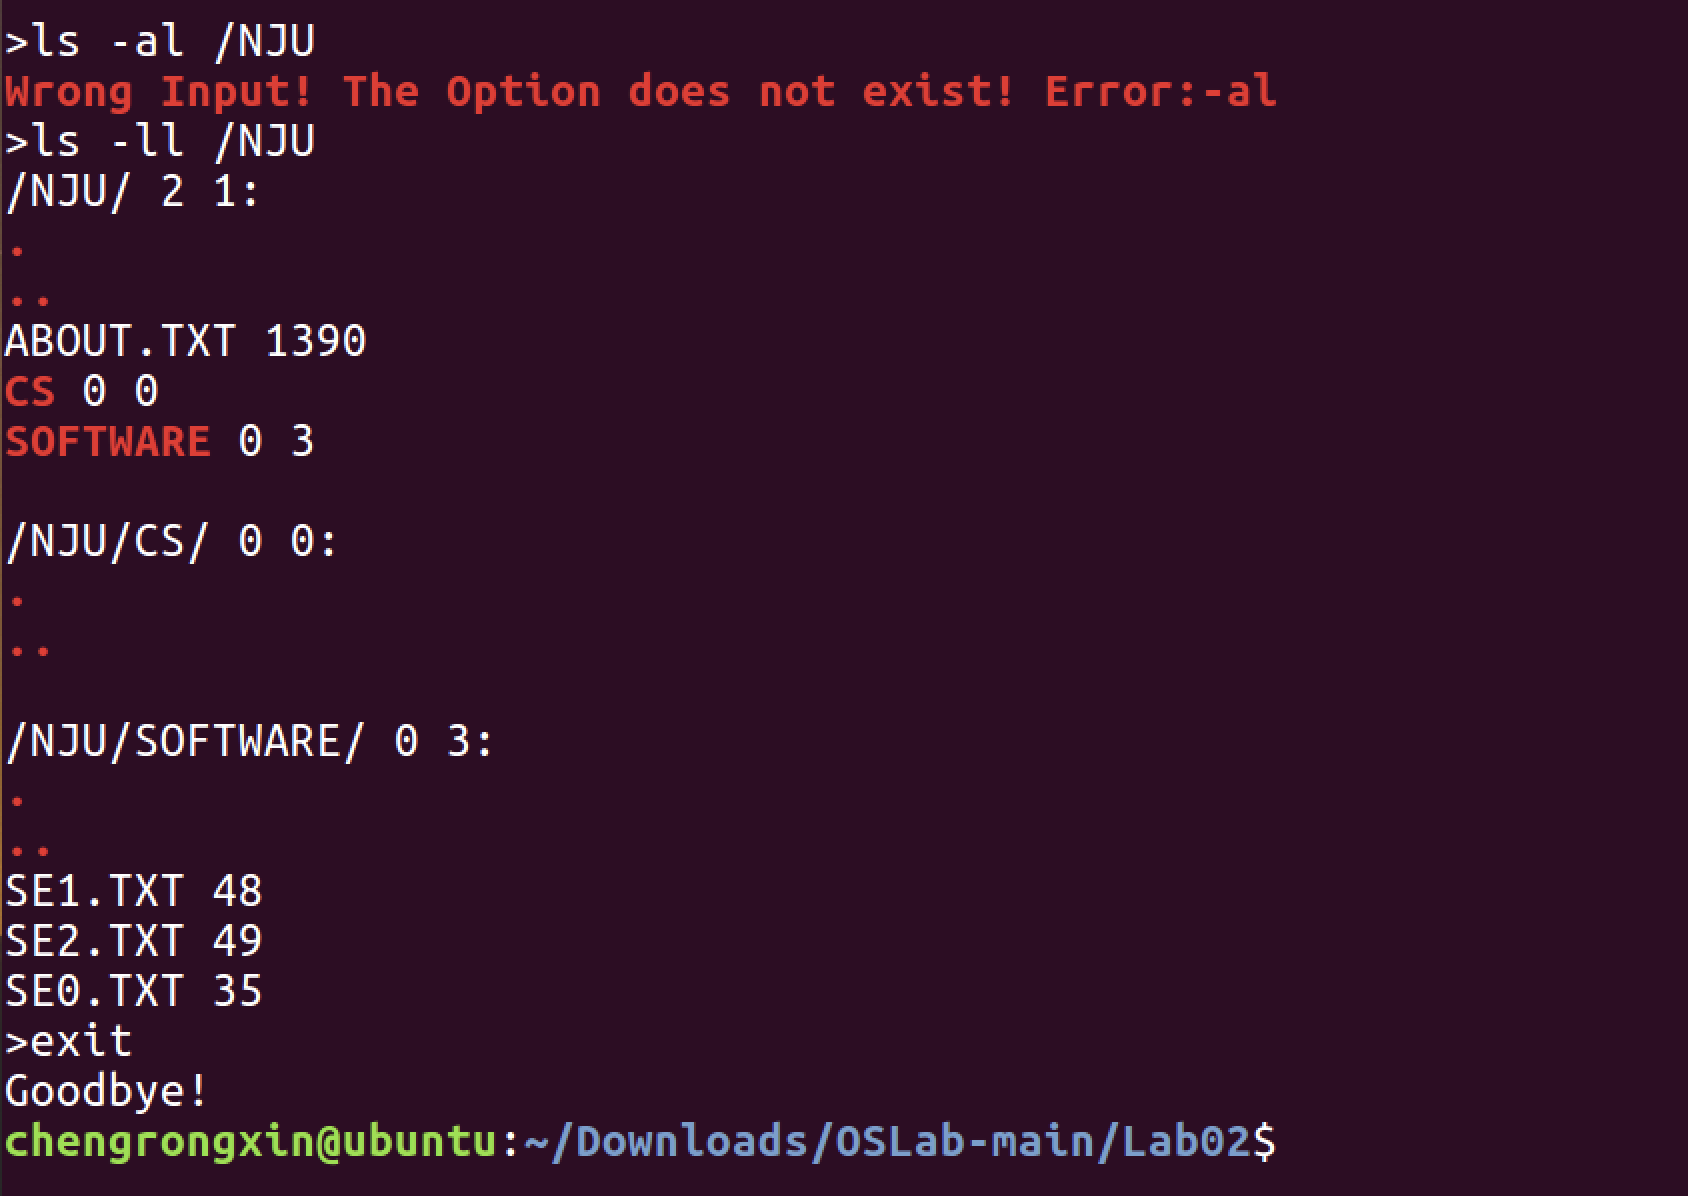 >ls -al /NJU
Wrong Input! The Option does not exist! Error:-al
>ls -ll /NJU
/NJU/ 2 1:
.
..
ABOUT.TXT 1390
CS 0 0
SOFTWARE 0 3

/NJU/CS/ 0 0:
.
..

/NJU/SOFTWARE/ 0 3:
.
..
SE1.TXT 48
SE2.TXT 49
SE0.TXT 35
>exit
Goodbye!
chengrongxin@ubuntu:~/Downloads/OSLab-main/Lab02$